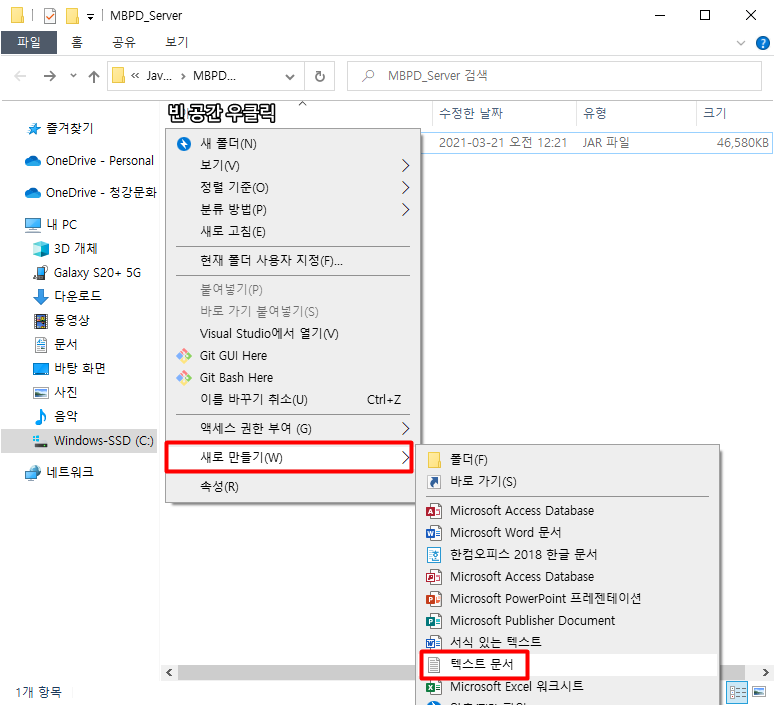 MBPD_Server
파일 홈 공유 보기
« Jav... > MBPD...
MBPD_Server 검색
빈 공간 우클릭
수정한 날짜 유형 크기
2021-03-21 오전 12:21 JAR 파일 46,580KB
즐겨찾기
OneDrive - Personal
OneDrive - 청강문화
내 PC
3D 개체
Galaxy S20+ 5G
다운로드
동영상
문서
바탕 화면
사진
음악
Windows-SSD (C:)
네트워크
새 폴더(N)
보기(V)
정렬 기준(O)
분류 방법(P)
새로 고침(E)
현재 폴더 사용자 지정(F)...
붙여넣기(P)
바로 가기 붙여넣기(S)
Visual Studio에서 열기(V)
Git GUI Here
Git Bash Here
이름 바꾸기 취소(U) Ctrl+Z
액세스 권한 부여 (G)
새로 만들기(W)
속성(R)
폴더(F)
바로 가기(S)
Microsoft Access Database
Microsoft Word 문서
한컴오피스 2018 한글 문서
Microsoft Access Database
Microsoft PowerPoint 프레젠테이션
Microsoft Publisher Document
서식 있는 텍스트
텍스트 문서
Microsoft Excel 워크시트
1개 항목